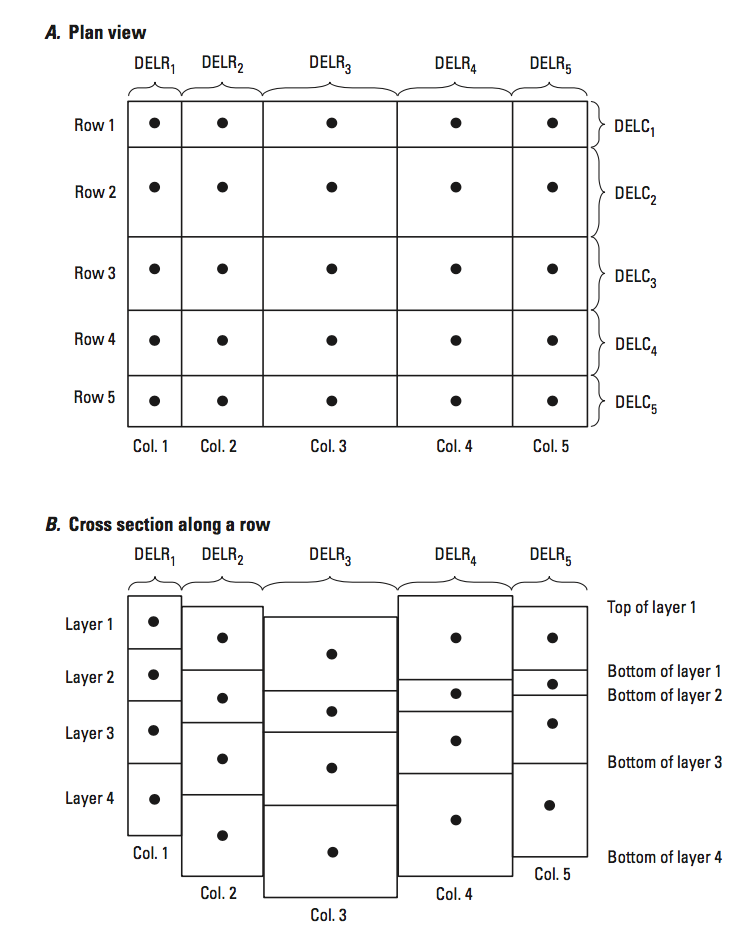 A. Plan view
DELR1 DELR2 DELR3 DELR4 DELR5
Row 1 DELC1
Row 2 DELC2
Row 3 DELC3
Row 4 DELC4
Row 5 DELC5
Col. 1 Col. 2 Col. 3 Col. 4 Col. 5
B. Cross section along a row
DELR1 DELR2 DELR3 DELR4 DELR5
Top of layer 1
Layer 1
Bottom of layer 1
Layer 2
Bottom of layer 2
Layer 3
Bottom of layer 3
Layer 4
Col. 1 Bottom of layer 4
Col. 5
Col. 2 Col. 4
Col. 3